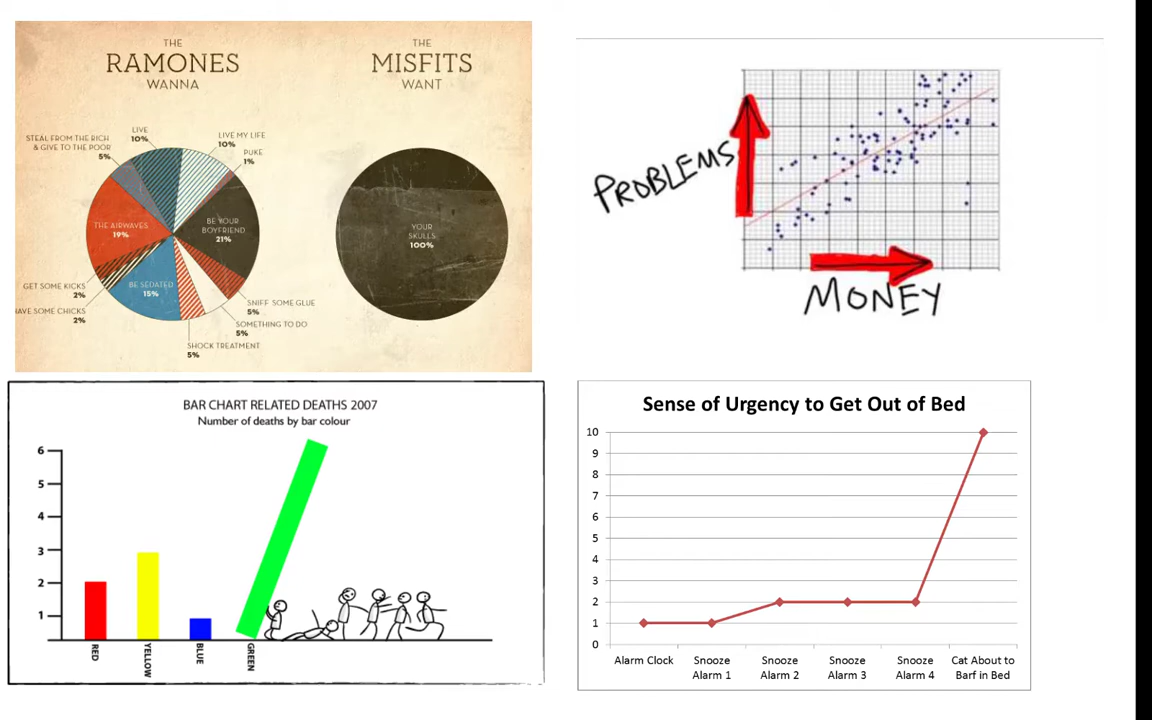 THE
RAMONES
WANNA
LIVE
10%
STEAL FROM THE RICH
& GIVE TO THE POOR
5%
LIVE MY LIFE
10%
PUKE
1%
THE AIRWAVES
19%
BE YOUR
BOYFRIEND
21%
GET SOME KICKS
2%
HAVE SOME CHICKS
2%
BE SEDATED
15%
SNIFF SOME GLUE
5%
SOMETHING TO DO
5%
SHOCK TREATMENT
5%
THE
MISFITS
WANT
YOUR
SKULLS
100%
PROBLEMS
MONEY
BAR CHART RELATED DEATHS 2007
Number of deaths by bar colour
6
5
4
3
2
1
RED
YELLOW
BLUE
GREEN
Sense of Urgency to Get Out of Bed
10
9
8
7
6
5
4
3
2
1
0
Alarm Clock
Snooze
Alarm 1
Snooze
Alarm 2
Snooze
Alarm 3
Snooze
Alarm 4
Cat About to
Barf in Bed